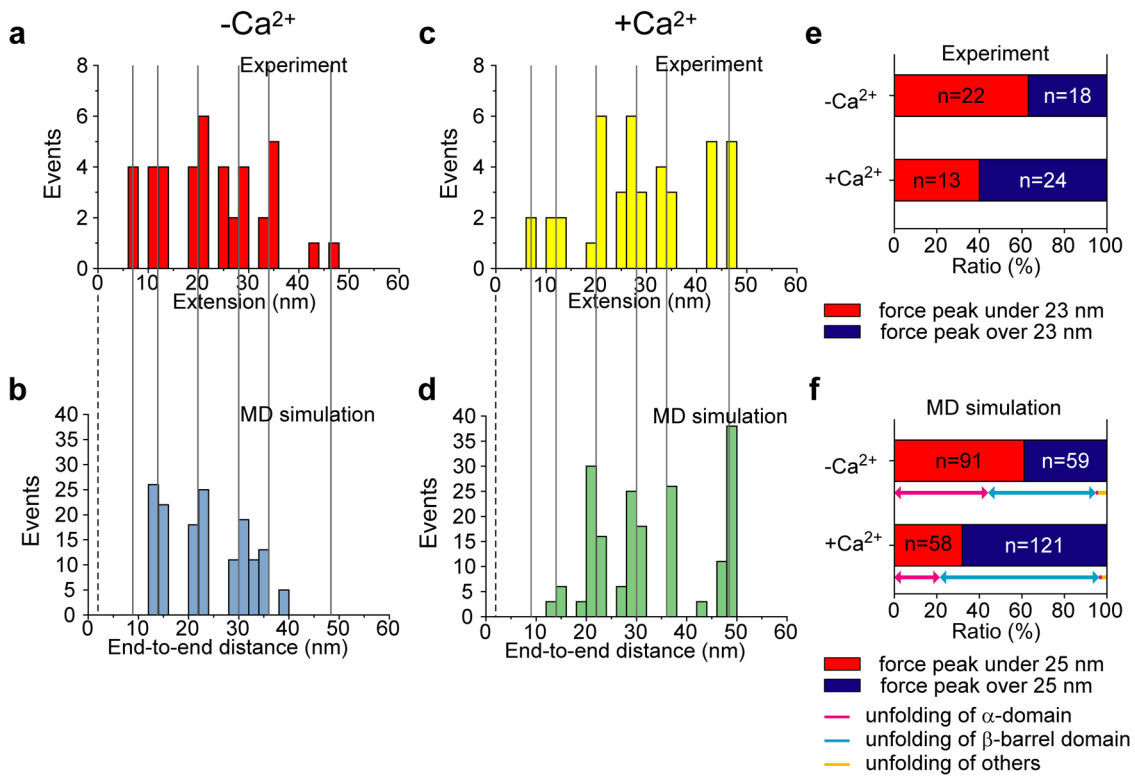 -Ca²⁺
+Ca²⁺
a
Experiment
8
6
4
2
0
Events
0 10 20 30 40 50 60
Extension (nm)
b
MD simulation
40
35
30
25
20
15
10
5
0
Events
0 10 20 30 40 50 60
End-to-end distance (nm)
c
Experiment
8
6
4
2
0
Events
0 10 20 30 40 50 60
Extension (nm)
d
MD simulation
40
35
30
25
20
15
10
5
0
Events
0 10 20 30 40 50 60
End-to-end distance (nm)
e
Experiment
-Ca²⁺ n=22 n=18
+Ca²⁺ n=13 n=24
0 20 40 60 80 100
Ratio (%)
force peak under 23 nm
force peak over 23 nm
f
MD simulation
-Ca²⁺ n=91 n=59
+Ca²⁺ n=58 n=121
0 20 40 60 80 100
Ratio (%)
force peak under 25 nm
force peak over 25 nm
unfolding of α-domain
unfolding of β-barrel domain
unfolding of others